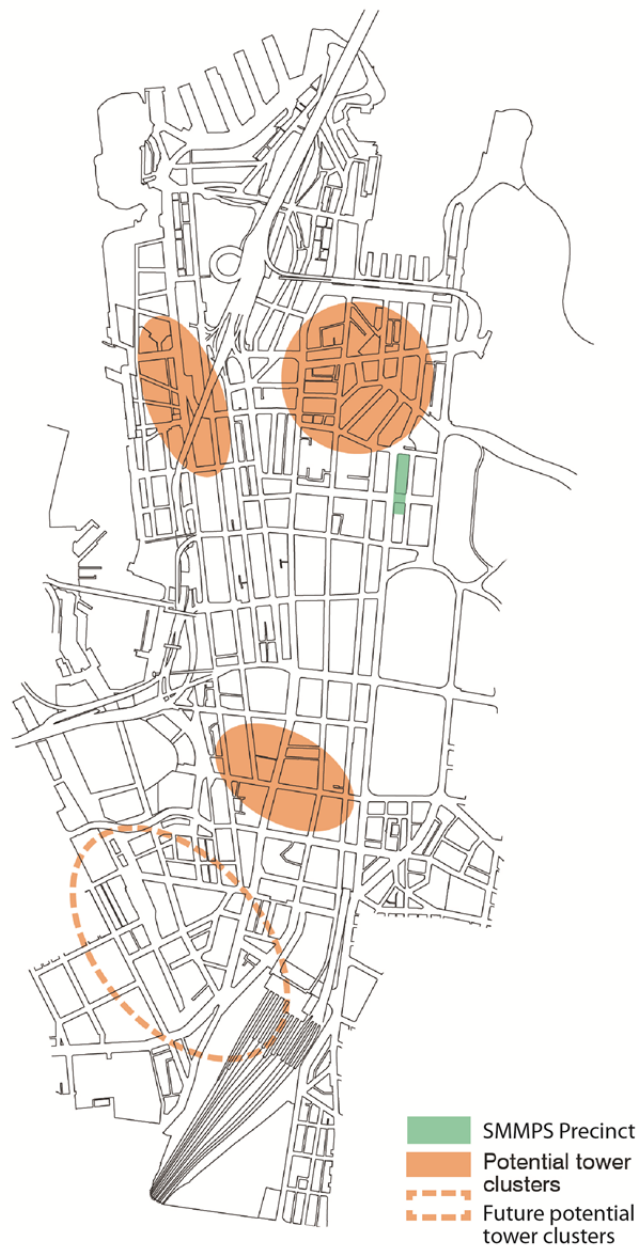 SMMPS Precinct
Potential tower
clusters
Future potential
tower clusters